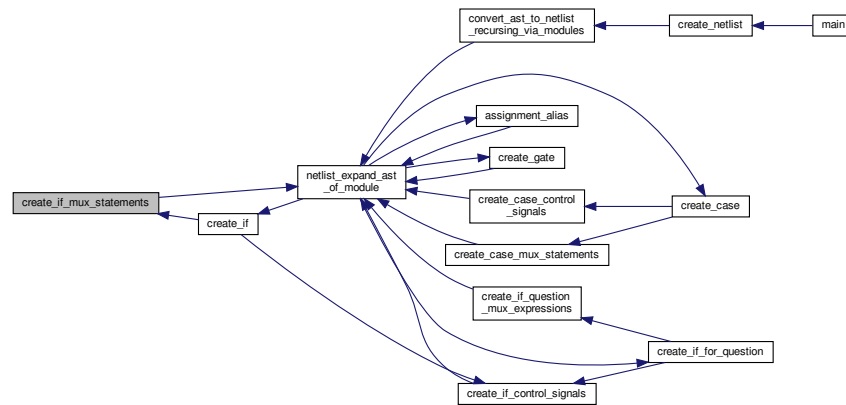 convert_ast_to_netlist
_recursing_via_modules
create_netlist
main
assignment_alias
create_gate
netlist_expand_ast
_of_module
create_if_mux_statements
create_if
create_case_control
_signals
create_case
create_case_mux_statements
create_if_question
_mux_expressions
create_if_for_question
create_if_control_signals